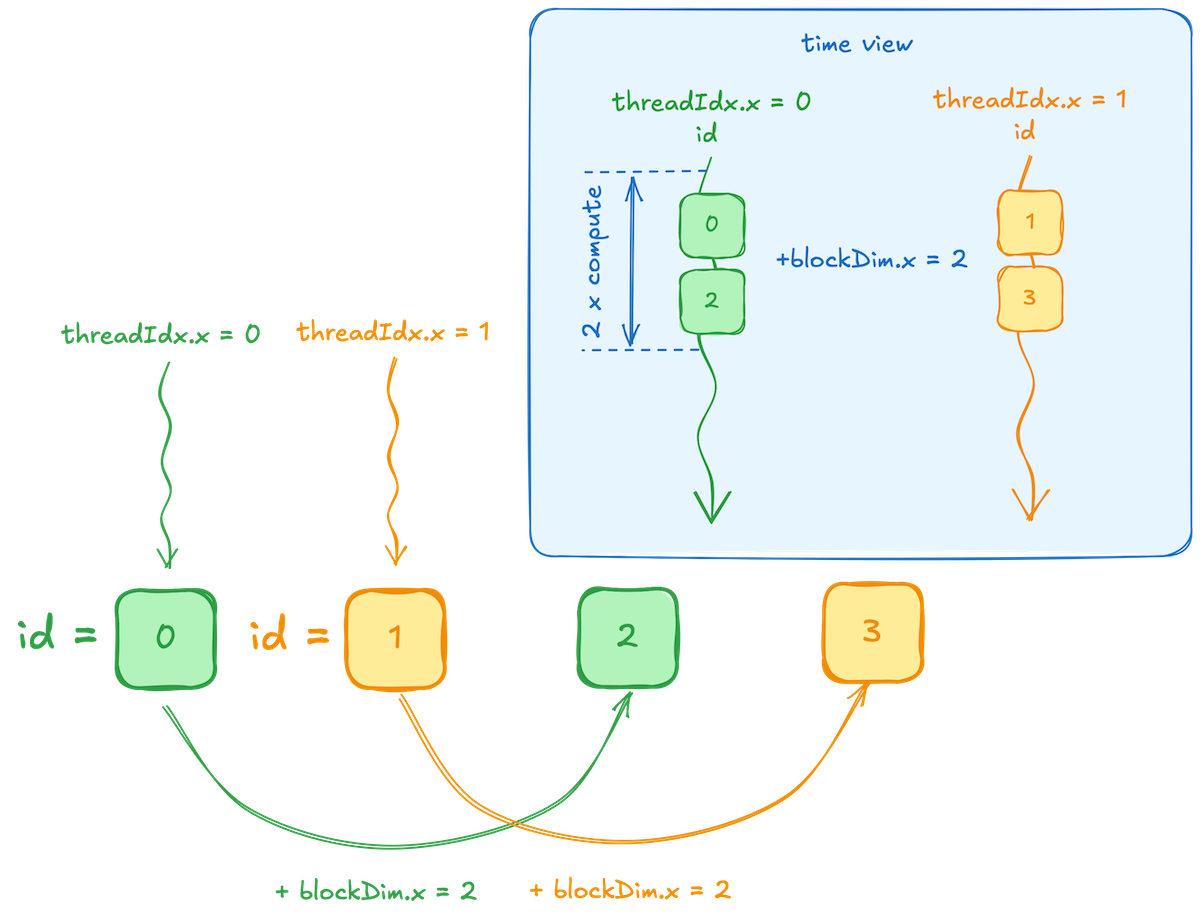 time view
threadIdx.x = 0
id
threadIdx.x = 1
id
2 x compute
0
2
+blockDim.x = 2
1
3
threadIdx.x = 0
threadIdx.x = 1
id = 0
id = 1
2
3
+ blockDim.x = 2
+ blockDim.x = 2